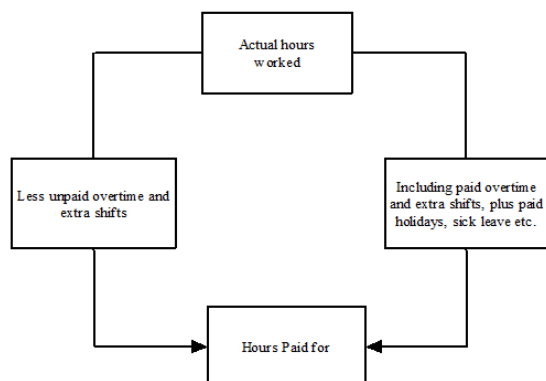 Actual hours
worked
Less unpaid overtime and
extra shifts
Including paid overtime
and extra shifts, plus paid
holidays, sick leave etc.
Hours Paid for